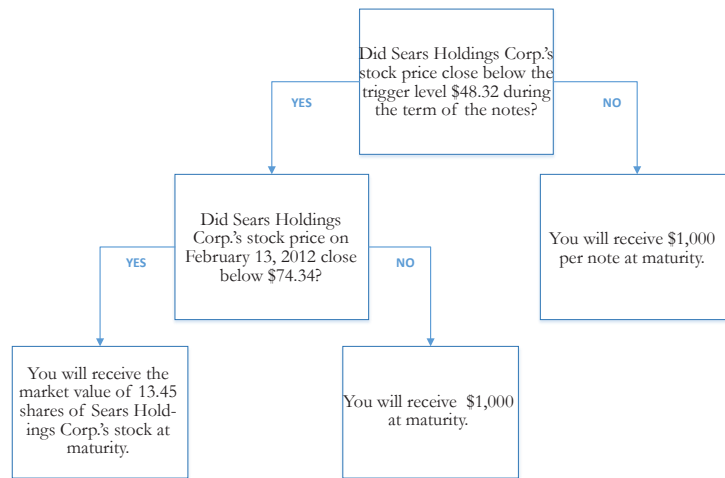 Did Sears Holdings Corp.'s
stock price close below the
trigger level $48.32 during
the term of the notes?
YES
NO
Did Sears Holdings
Corp.'s stock price on
February 13, 2012 close
below $74.34?
You will receive $1,000
per note at maturity.
YES
NO
You will receive the
market value of 13.45
shares of Sears Hold-
ings Corp.'s stock at
maturity.
You will receive $1,000
at maturity.